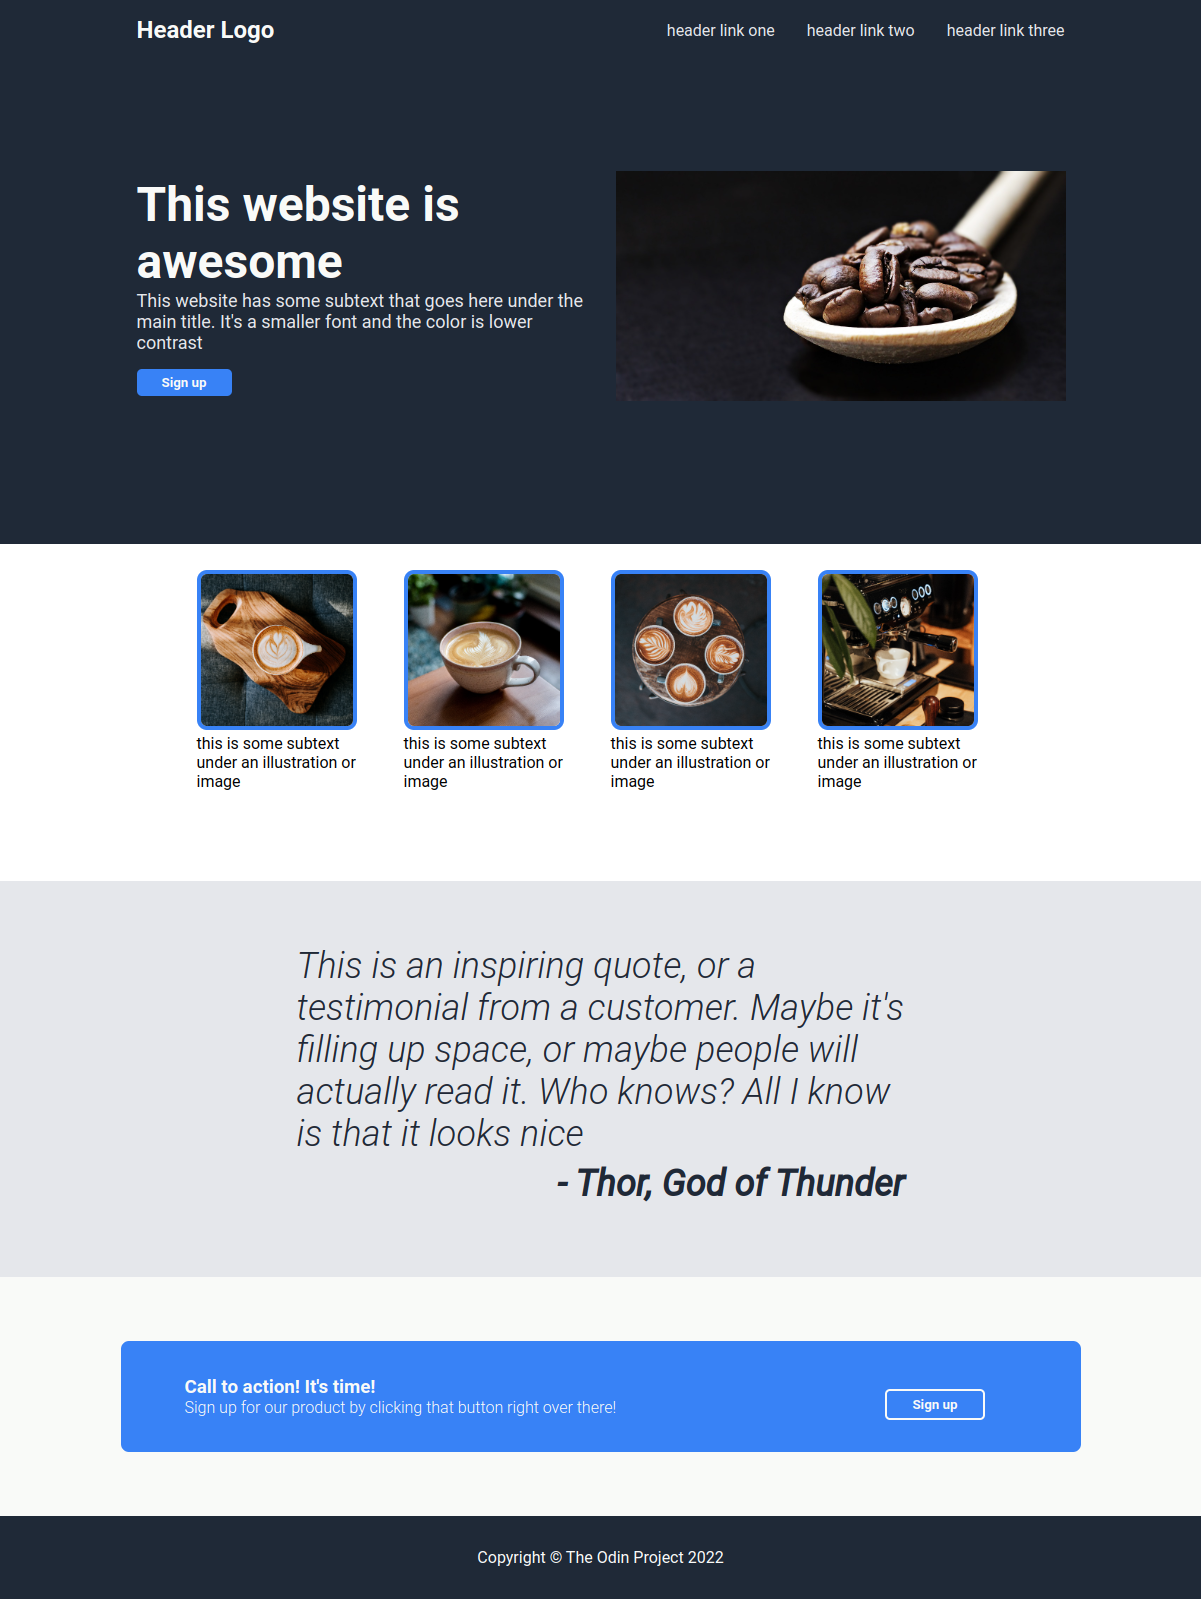 Header Logo
header link one
header link two
header link three
This website is
awesome
This website has some subtext that goes here under the
main title. It's a smaller font and the color is lower
contrast
Sign up
this is some subtext
under an illustration or
image
this is some subtext
under an illustration or
image
this is some subtext
under an illustration or
image
this is some subtext
under an illustration or
image
This is an inspiring quote, or a
testimonial from a customer. Maybe it's
filling up space, or maybe people will
actually read it. Who knows? All I know
is that it looks nice
- Thor, God of Thunder
Call to action! It's time!
Sign up for our product by clicking that button right over there!
Sign up
Copyright © The Odin Project 2022